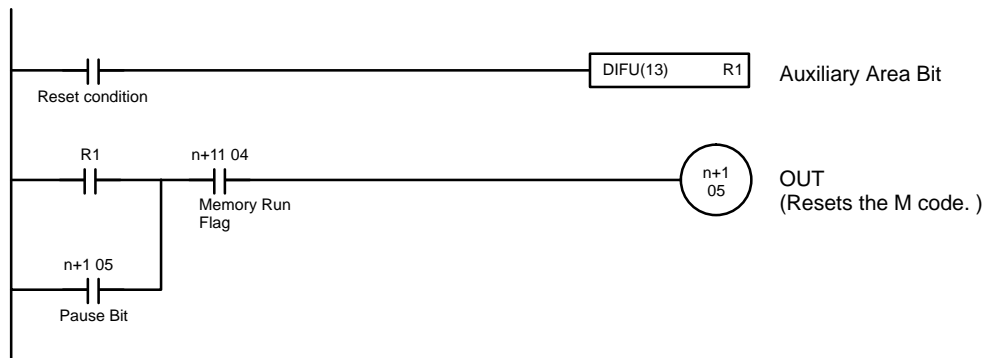 DIFU(13) R1
Auxiliary Area Bit
Reset condition
R1
n+11 04
Memory Run
Flag
n+1
05
OUT
(Resets the M code. )
n+1 05
Pause Bit